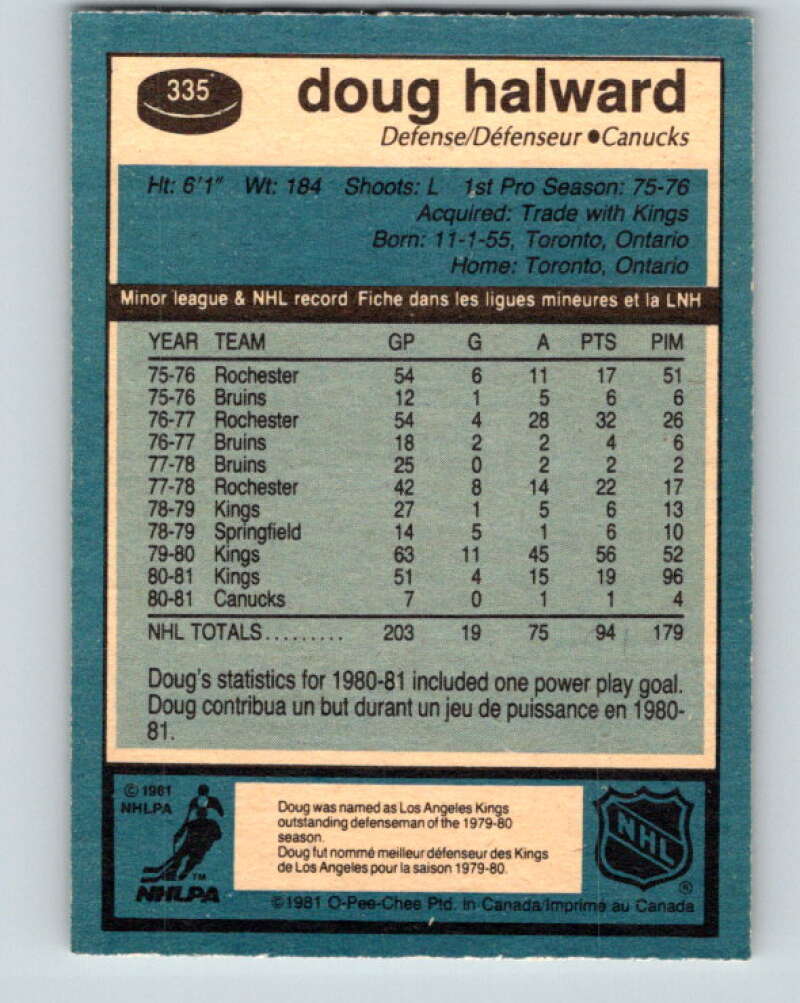 335
doug halward
Defense/Défenseur ● Canucks
Ht: 6'1" Wt: 184 Shoots: L 1st Pro Season: 75-76
Acquired: Trade with Kings
Born: 11-1-55, Toronto, Ontario
Home: Toronto, Ontario
Minor league & NHL record Fiche dans les ligues mineures et la LNH
YEAR TEAM GP G A PTS PIM
75-76 Rochester 54 6 11 17 51
75-76 Bruins 12 1 5 6 6
76-77 Rochester 54 4 28 32 26
76-77 Bruins 18 2 2 4 6
77-78 Bruins 25 0 2 2 2
77-78 Rochester 42 8 14 22 17
78-79 Kings 27 1 5 6 13
78-79 Springfield 14 5 1 6 10
79-80 Kings 63 11 45 56 52
80-81 Kings 51 4 15 19 96
80-81 Canucks 7 0 1 1 4
NHL TOTALS......... 203 19 75 94 179
Doug's statistics for 1980-81 included one power play goal.
Doug contribua un but durant un jeu de puissance en 1980-
81.
© 1981
NHLPA
TM
NHLPA
Doug was named as Los Angeles Kings
outstanding defenseman of the 1979-80
season.
Doug fut nommé meilleur défenseur des Kings
de Los Angeles pour la saison 1979-80.
NHL
®
©1981 O-Pee-Chee Ptd. in Canada/Imprimé au Canada